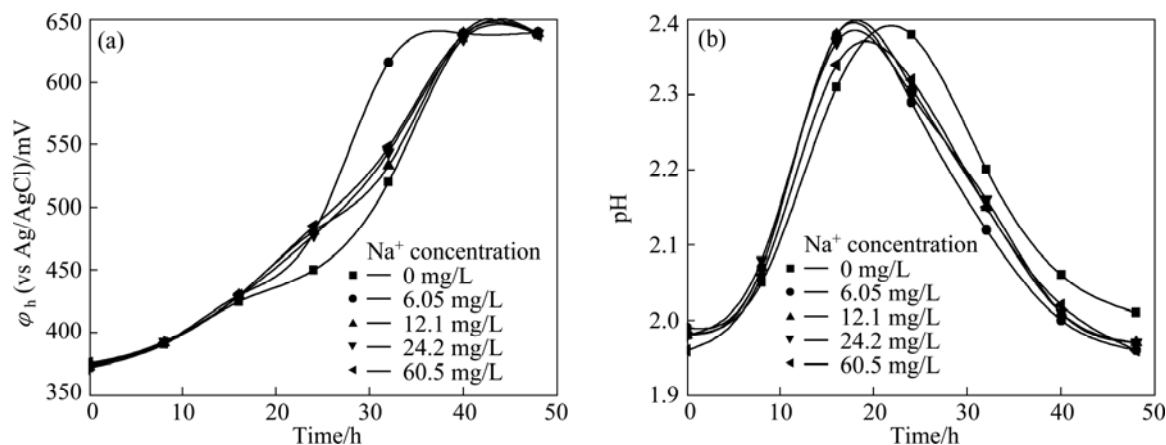 (a)
650
600
550
500
450
400
350
φh (vs Ag/AgCl)/mV
Na+ concentration
0 mg/L
6.05 mg/L
12.1 mg/L
24.2 mg/L
60.5 mg/L
0 10 20 30 40 50
Time/h
(b)
2.4
2.3
2.2
2.1
2.0
1.9
pH
Na+ concentration
0 mg/L
6.05 mg/L
12.1 mg/L
24.2 mg/L
60.5 mg/L
0 10 20 30 40 50
Time/h